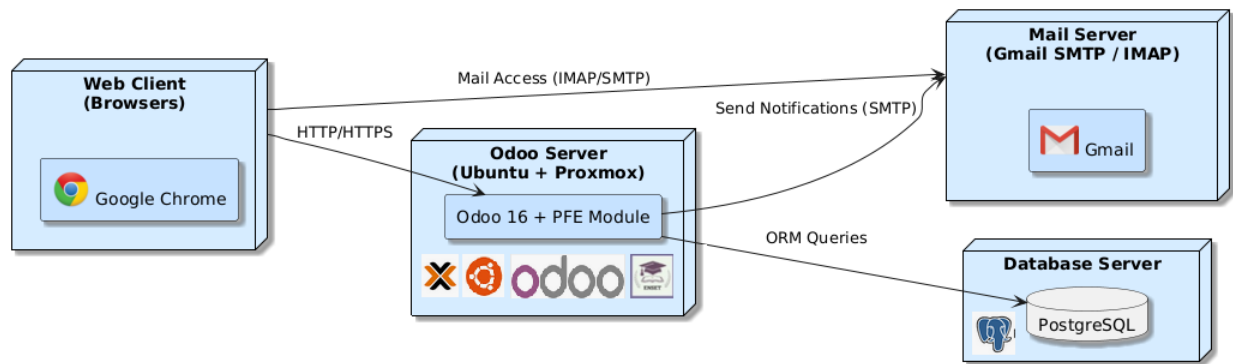 Web Client
(Browsers)
Google Chrome
Mail Access (IMAP/SMTP)
HTTP/HTTPS
Odoo Server
(Ubuntu + Proxmox)
Odoo 16 + PFE Module
odoo
Send Notifications (SMTP)
ORM Queries
Mail Server
(Gmail SMTP / IMAP)
Gmail
Database Server
PostgreSQL